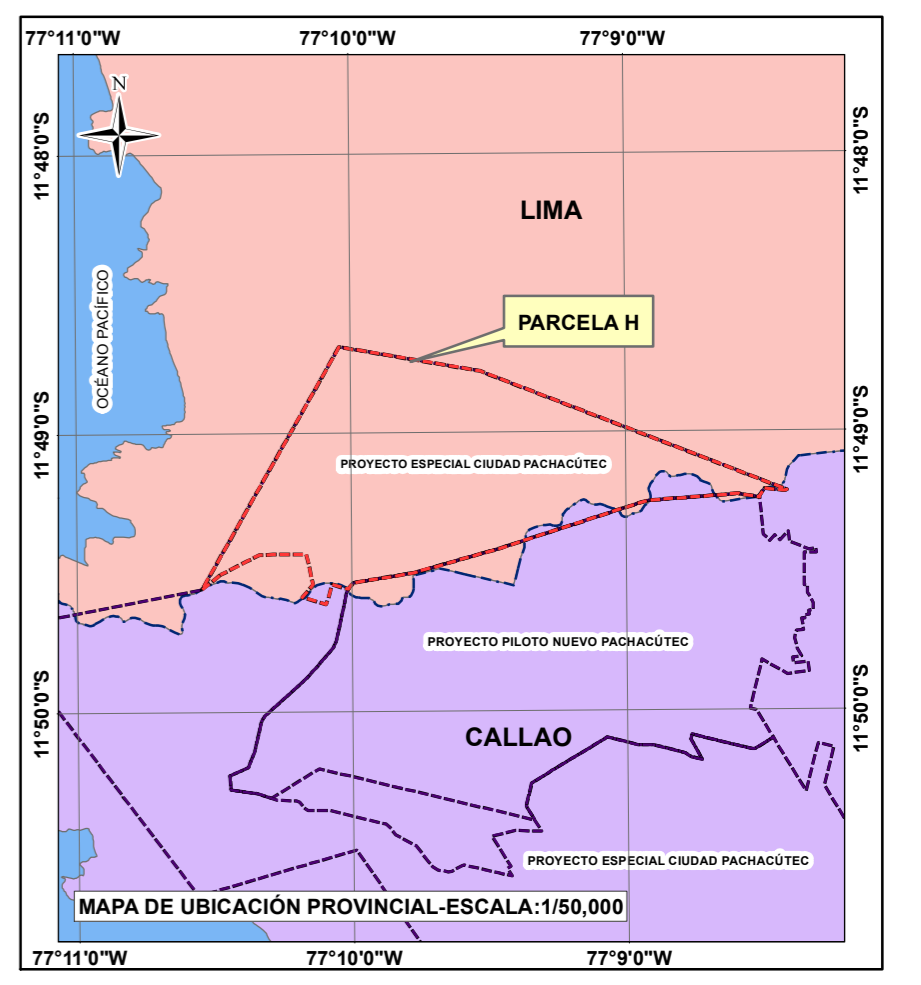 77°11'0"W
77°10'0"W
77°9'0"W
N
11°48'0"S
11°48'0"S
LIMA
OCÉANO PACÍFICO
PARCELA H
11°49'0"S
11°49'0"S
PROYECTO ESPECIAL CIUDAD PACHACÚTEC
PROYECTO PILOTO NUEVO PACHACÚTEC
11°50'0"S
11°50'0"S
CALLAO
PROYECTO ESPECIAL CIUDAD PACHACÚTEC
MAPA DE UBICACIÓN PROVINCIAL-ESCALA:1/50,000
77°11'0"W
77°10'0"W
77°9'0"W